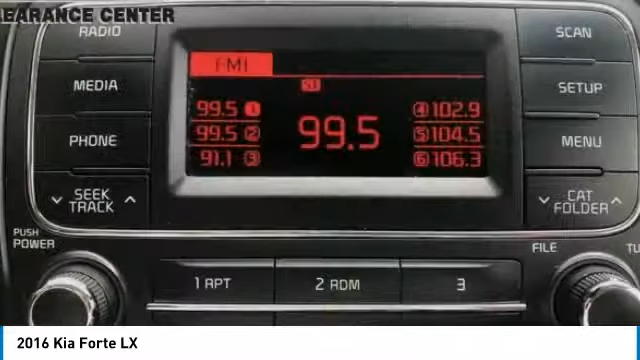 EARANCE CENTER
RADIO
MEDIA
PHONE
SEEK
TRACK
PUSH
POWER
FM1
99.5 1
99.5 2
91.1 3
99.5
4 102.9
5 104.5
6 106.3
SCAN
SETUP
MENU
CAT
FOLDER
FILE
TU
1 RPT
2 RDM
3
2016 Kia Forte LX